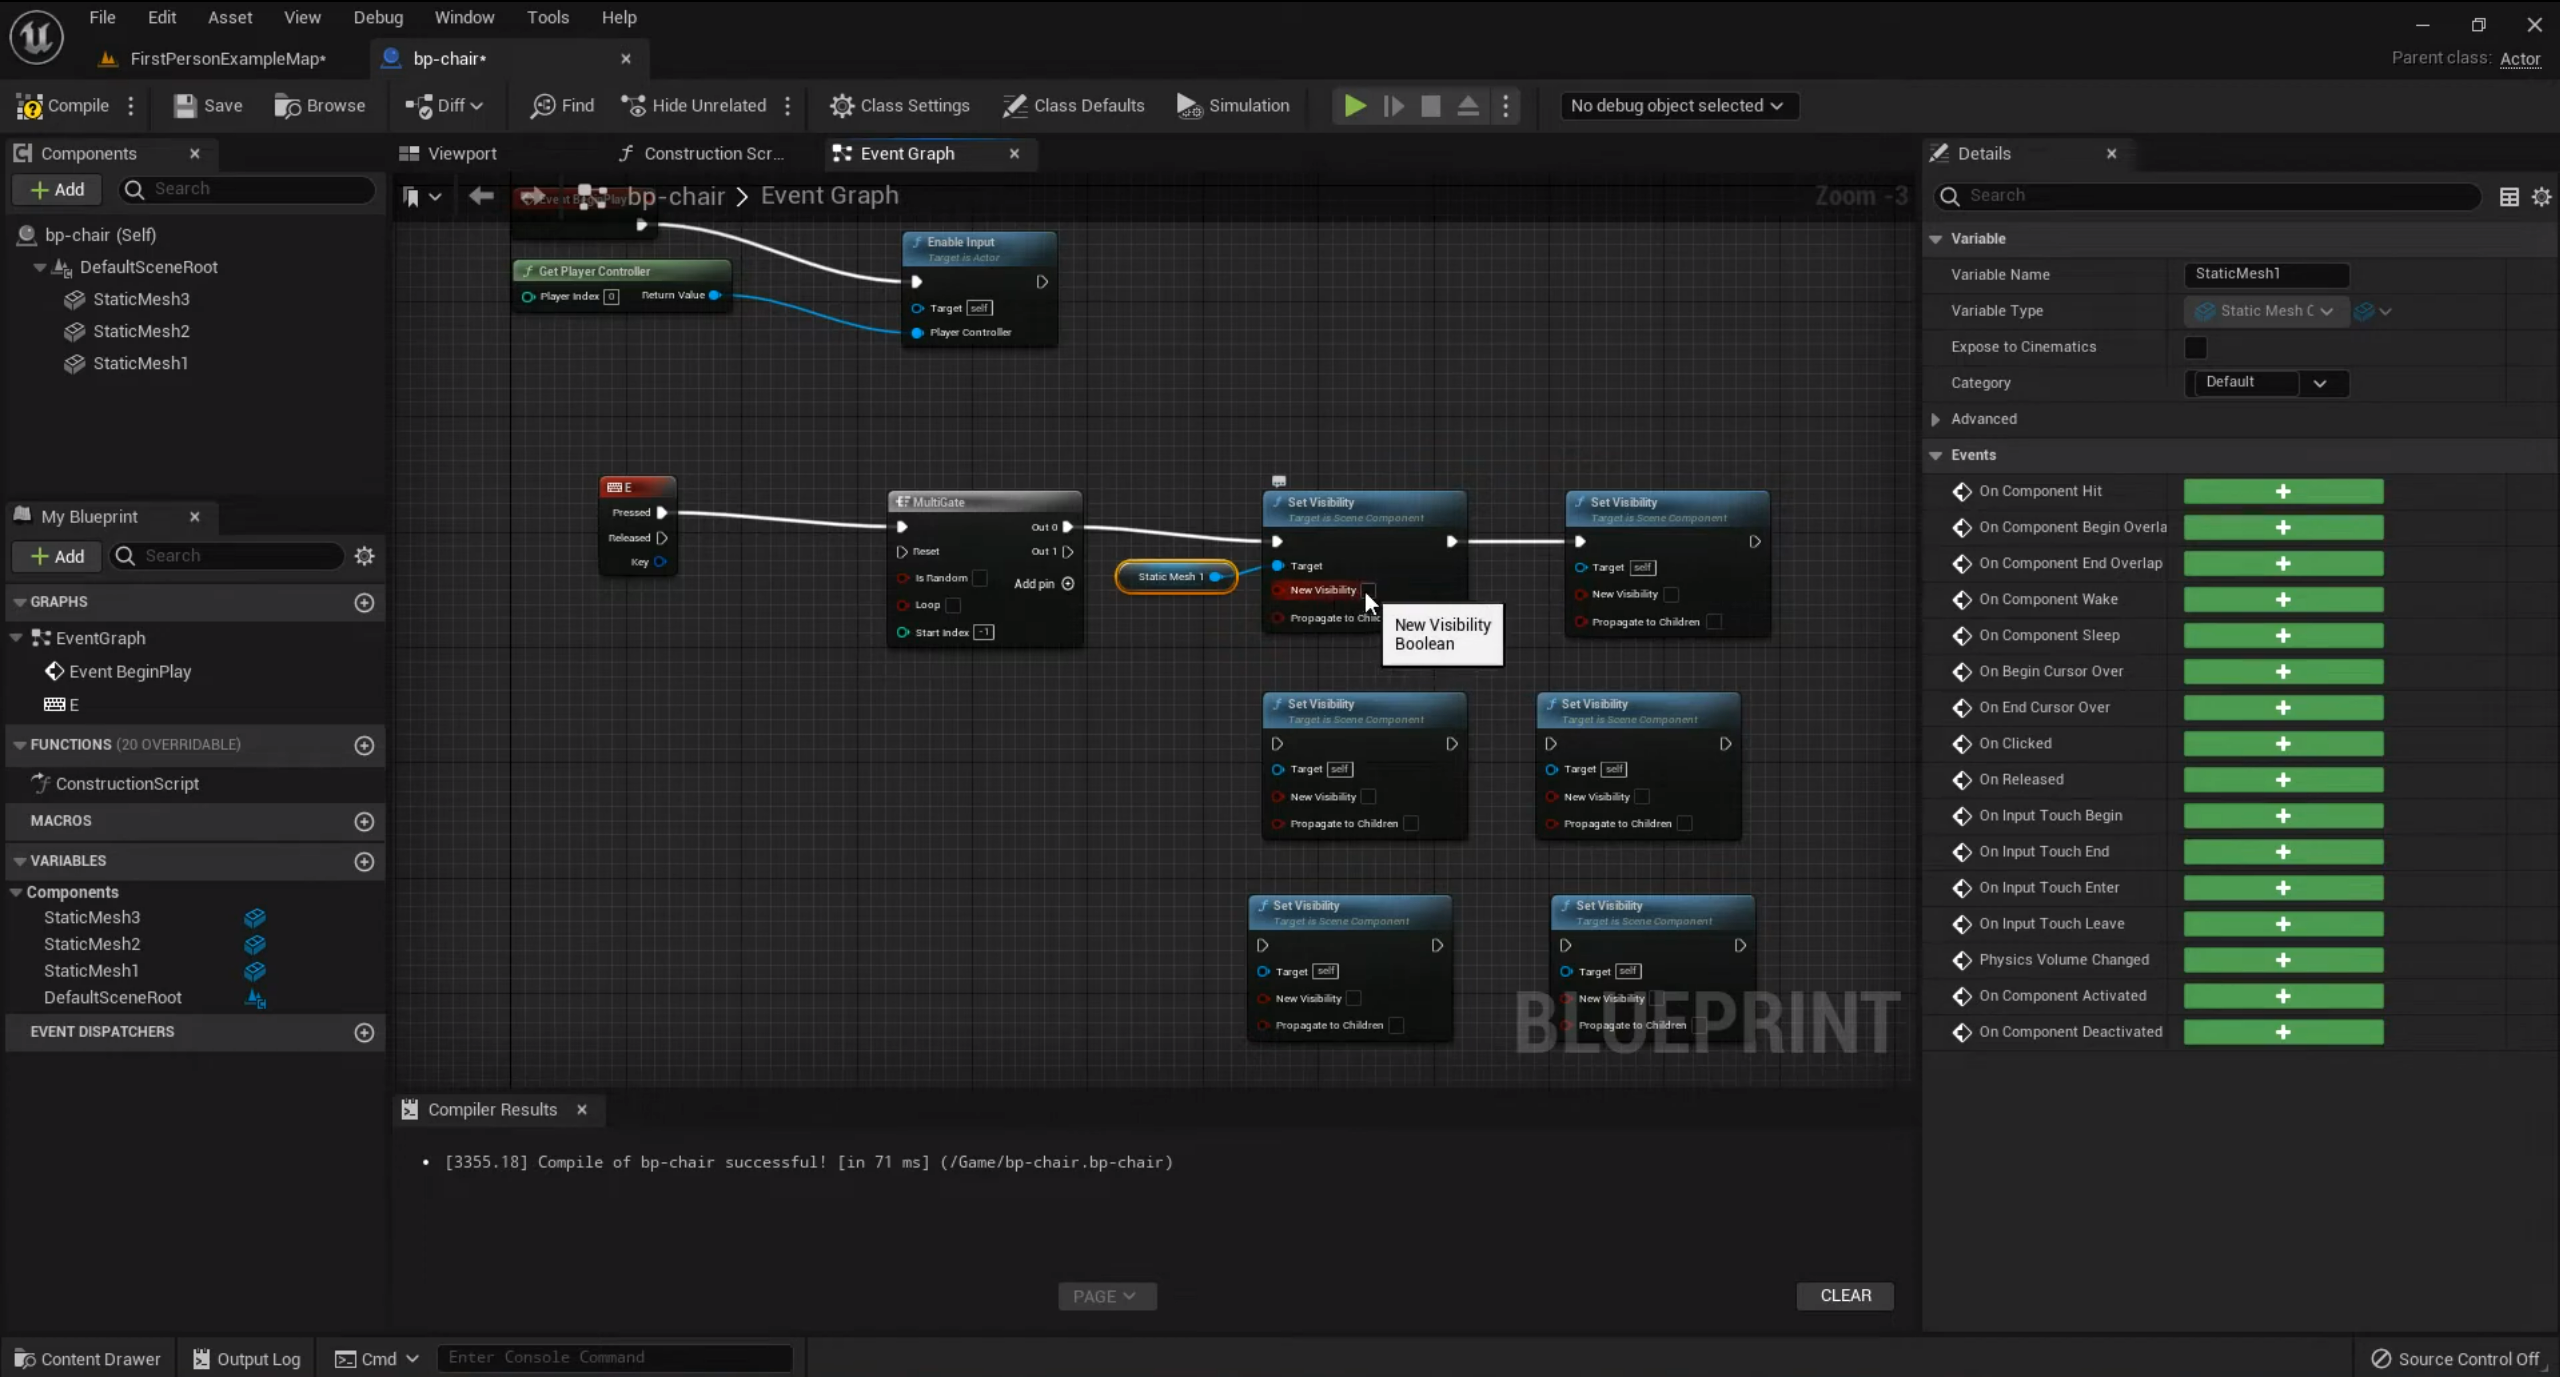 File Edit Asset View Debug Window Tools Help
FirstPersonExampleMap*
bp-chair*
Parent class: Actor
Compile
Save
Browse
Diff
Find
Hide Unrelated
Class Settings
Class Defaults
Simulation
No debug object selected
Components
Add
Search
bp-chair (Self)
DefaultSceneRoot
StaticMesh3
StaticMesh2
StaticMesh1
My Blueprint
Add
Search
GRAPHS
EventGraph
Event BeginPlay
E
FUNCTIONS (20 OVERRIDABLE)
ConstructionScript
MACROS
VARIABLES
Components
StaticMesh3
StaticMesh2
StaticMesh1
DefaultSceneRoot
EVENT DISPATCHERS
Viewport
Construction Scr...
Event Graph
bp-chair > Event Graph
Zoom -3
Event BeginPlay
Get Player Controller
Player Index 0 Return Value
Enable Input
Target is Actor
Target self
Player Controller
E
Pressed
Released
Key
MultiGate
Out 0
Reset Out 1
Is Random Add pin
Loop
Start Index -1
Static Mesh 1
Set Visibility
Target is Scene Component
Target
New Visibility
Propagate to Chil
New Visibility
Boolean
Set Visibility
Target is Scene Component
Target self
New Visibility
Propagate to Children
Set Visibility
Target is Scene Component
Target self
New Visibility
Propagate to Children
Set Visibility
Target is Scene Component
Target self
New Visibility
Propagate to Children
Set Visibility
Target is Scene Component
Target self
New Visibility
Propagate to Children
Set Visibility
Target is Scene Component
Target self
New Visibility
Propagate to Children
BLUEPRINT
Compiler Results
• [3355.18] Compile of bp-chair successful! [in 71 ms] (/Game/bp-chair.bp-chair)
PAGE
CLEAR
Details
Search
Variable
Variable Name StaticMesh1
Variable Type Static Mesh C
Expose to Cinematics
Category Default
Advanced
Events
On Component Hit
On Component Begin Overla
On Component End Overlap
On Component Wake
On Component Sleep
On Begin Cursor Over
On End Cursor Over
On Clicked
On Released
On Input Touch Begin
On Input Touch End
On Input Touch Enter
On Input Touch Leave
Physics Volume Changed
On Component Activated
On Component Deactivated
Content Drawer
Output Log
Cmd
Enter Console Command
Source Control Off